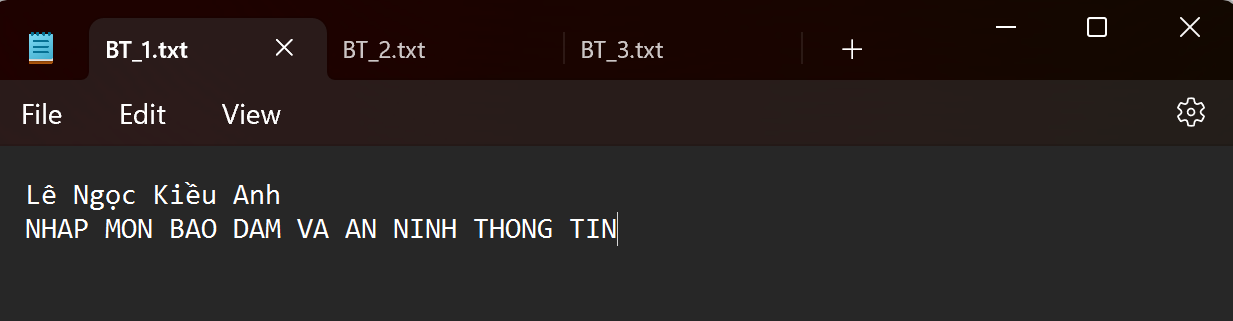 BT_1.txt BT_2.txt BT_3.txt
File Edit View
Lê Ngọc Kiều Anh
NHAP MON BAO DAM VA AN NINH THONG TIN